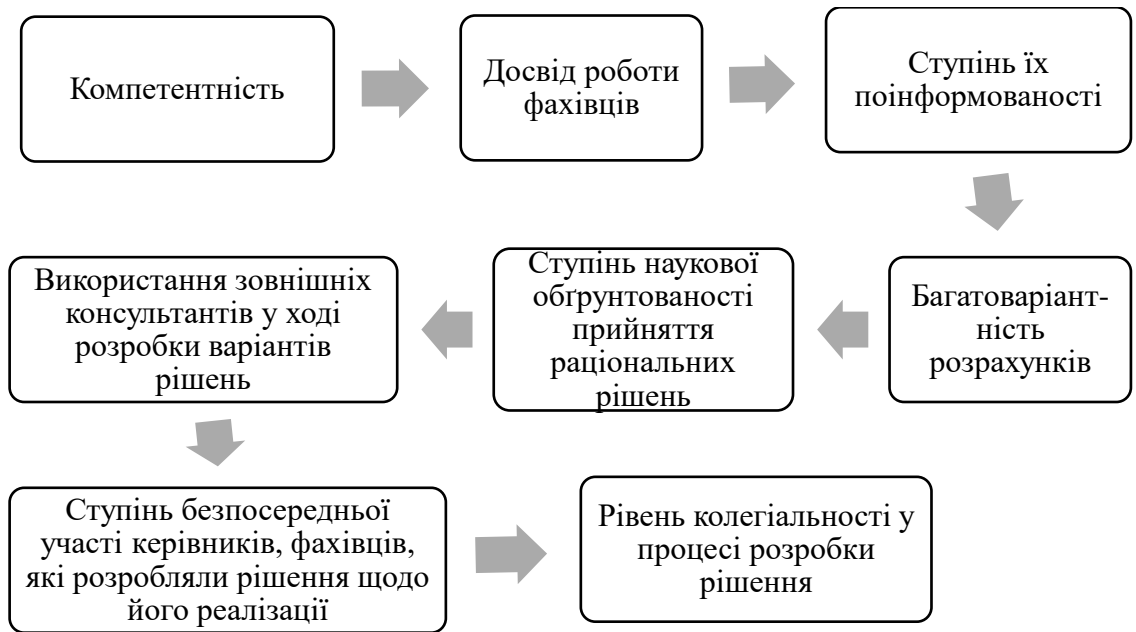 Компетентність
Досвід роботи
фахівців
Ступінь їх
поінформованості
Багатоваріант-
ність
розрахунків
Ступінь наукової
обґрунтованості
прийняття
раціональних
рішень
Використання зовнішніх
консультантів у ході
розробки варіантів
рішень
Ступінь безпосередньої
участі керівників, фахівців,
які розробляли рішення щодо
його реалізації
Рівень колегіальності у
процесі розробки
рішення